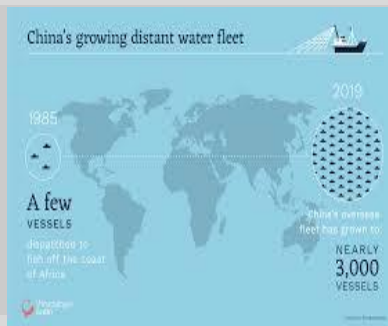 China's growing distant water fleet
1985
A few
VESSELS
dispatched to
fish off the coast
of Africa
2019
China's overseas
fleet has grown to
NEARLY
3,000
VESSELS